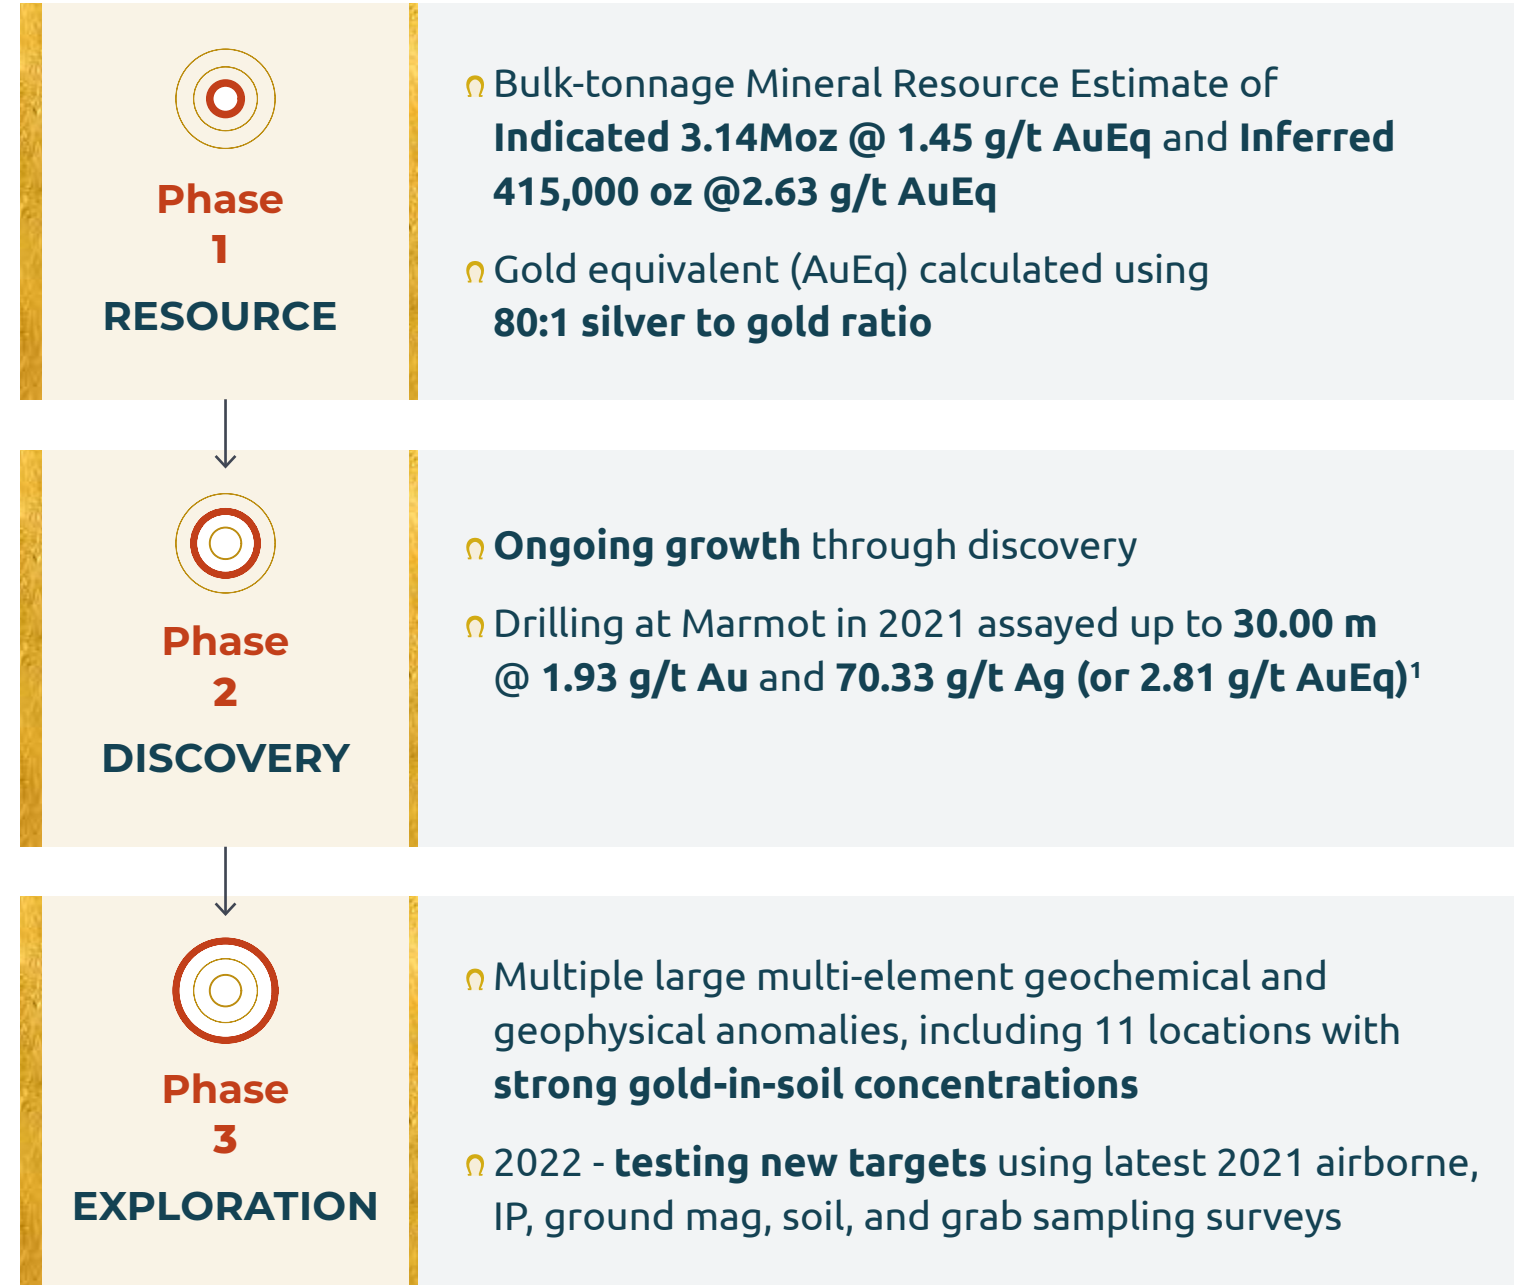 Phase
1
RESOURCE
Bulk-tonnage Mineral Resource Estimate of
Indicated 3.14Moz @ 1.45 g/t AuEq and Inferred
415,000 oz @2.63 g/t AuEq
Gold equivalent (AuEq) calculated using
80:1 silver to gold ratio
Phase
2
DISCOVERY
Ongoing growth through discovery
Drilling at Marmot in 2021 assayed up to 30.00 m
@ 1.93 g/t Au and 70.33 g/t Ag (or 2.81 g/t AuEq)¹
Phase
3
EXPLORATION
Multiple large multi-element geochemical and
geophysical anomalies, including 11 locations with
strong gold-in-soil concentrations
2022 - testing new targets using latest 2021 airborne,
IP, ground mag, soil, and grab sampling surveys